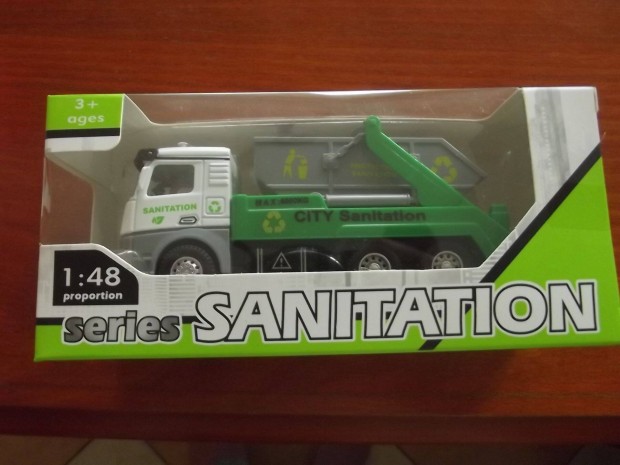 3+
ages
SANITATION
CITY Sanitation
1:48
proportion
series SANITATION